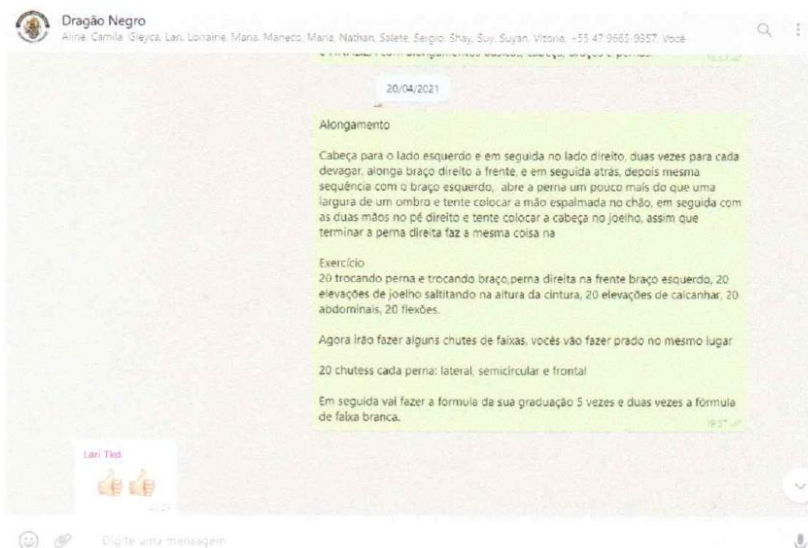 Dragão Negro
Aline, Camila, Gleyca, Lari, Lorraine, Maria, Maneco, Maria, Nathan, Salete, Sergio, Shay, Suy, Suyan, Vitoria, +55 47 9665-9357, Você
20/04/2021
Alongamento
Cabeça para o lado esquerdo e em seguida no lado direito, duas vezes para cada
devagar, alonga braço direito a frente, e em seguida atrás, depois mesma
sequência com o braço esquerdo, abre a perna um pouco mais do que uma
largura de um ombro e tente colocar a mão espalmada no chão, em seguida com
as duas mãos no pé direito e tente colocar a cabeça no joelho, assim que
terminar a perna direita faz a mesma coisa na
Exercício
20 trocando perna e trocando braço,perna direita na frente braço esquerdo, 20
elevações de joelho saltitando na altura da cintura, 20 elevações de calcanhar, 20
abdominais, 20 flexões.
Agora irão fazer alguns chutes de faixas, vocês vão fazer prado no mesmo lugar
20 chutess cada perna: lateral, semicircular e frontal
Em seguida vai fazer a formula da sua graduação 5 vezes e duas vezes a fórmula
de faixa branca.
Lari Tkd
Digite uma mensagem